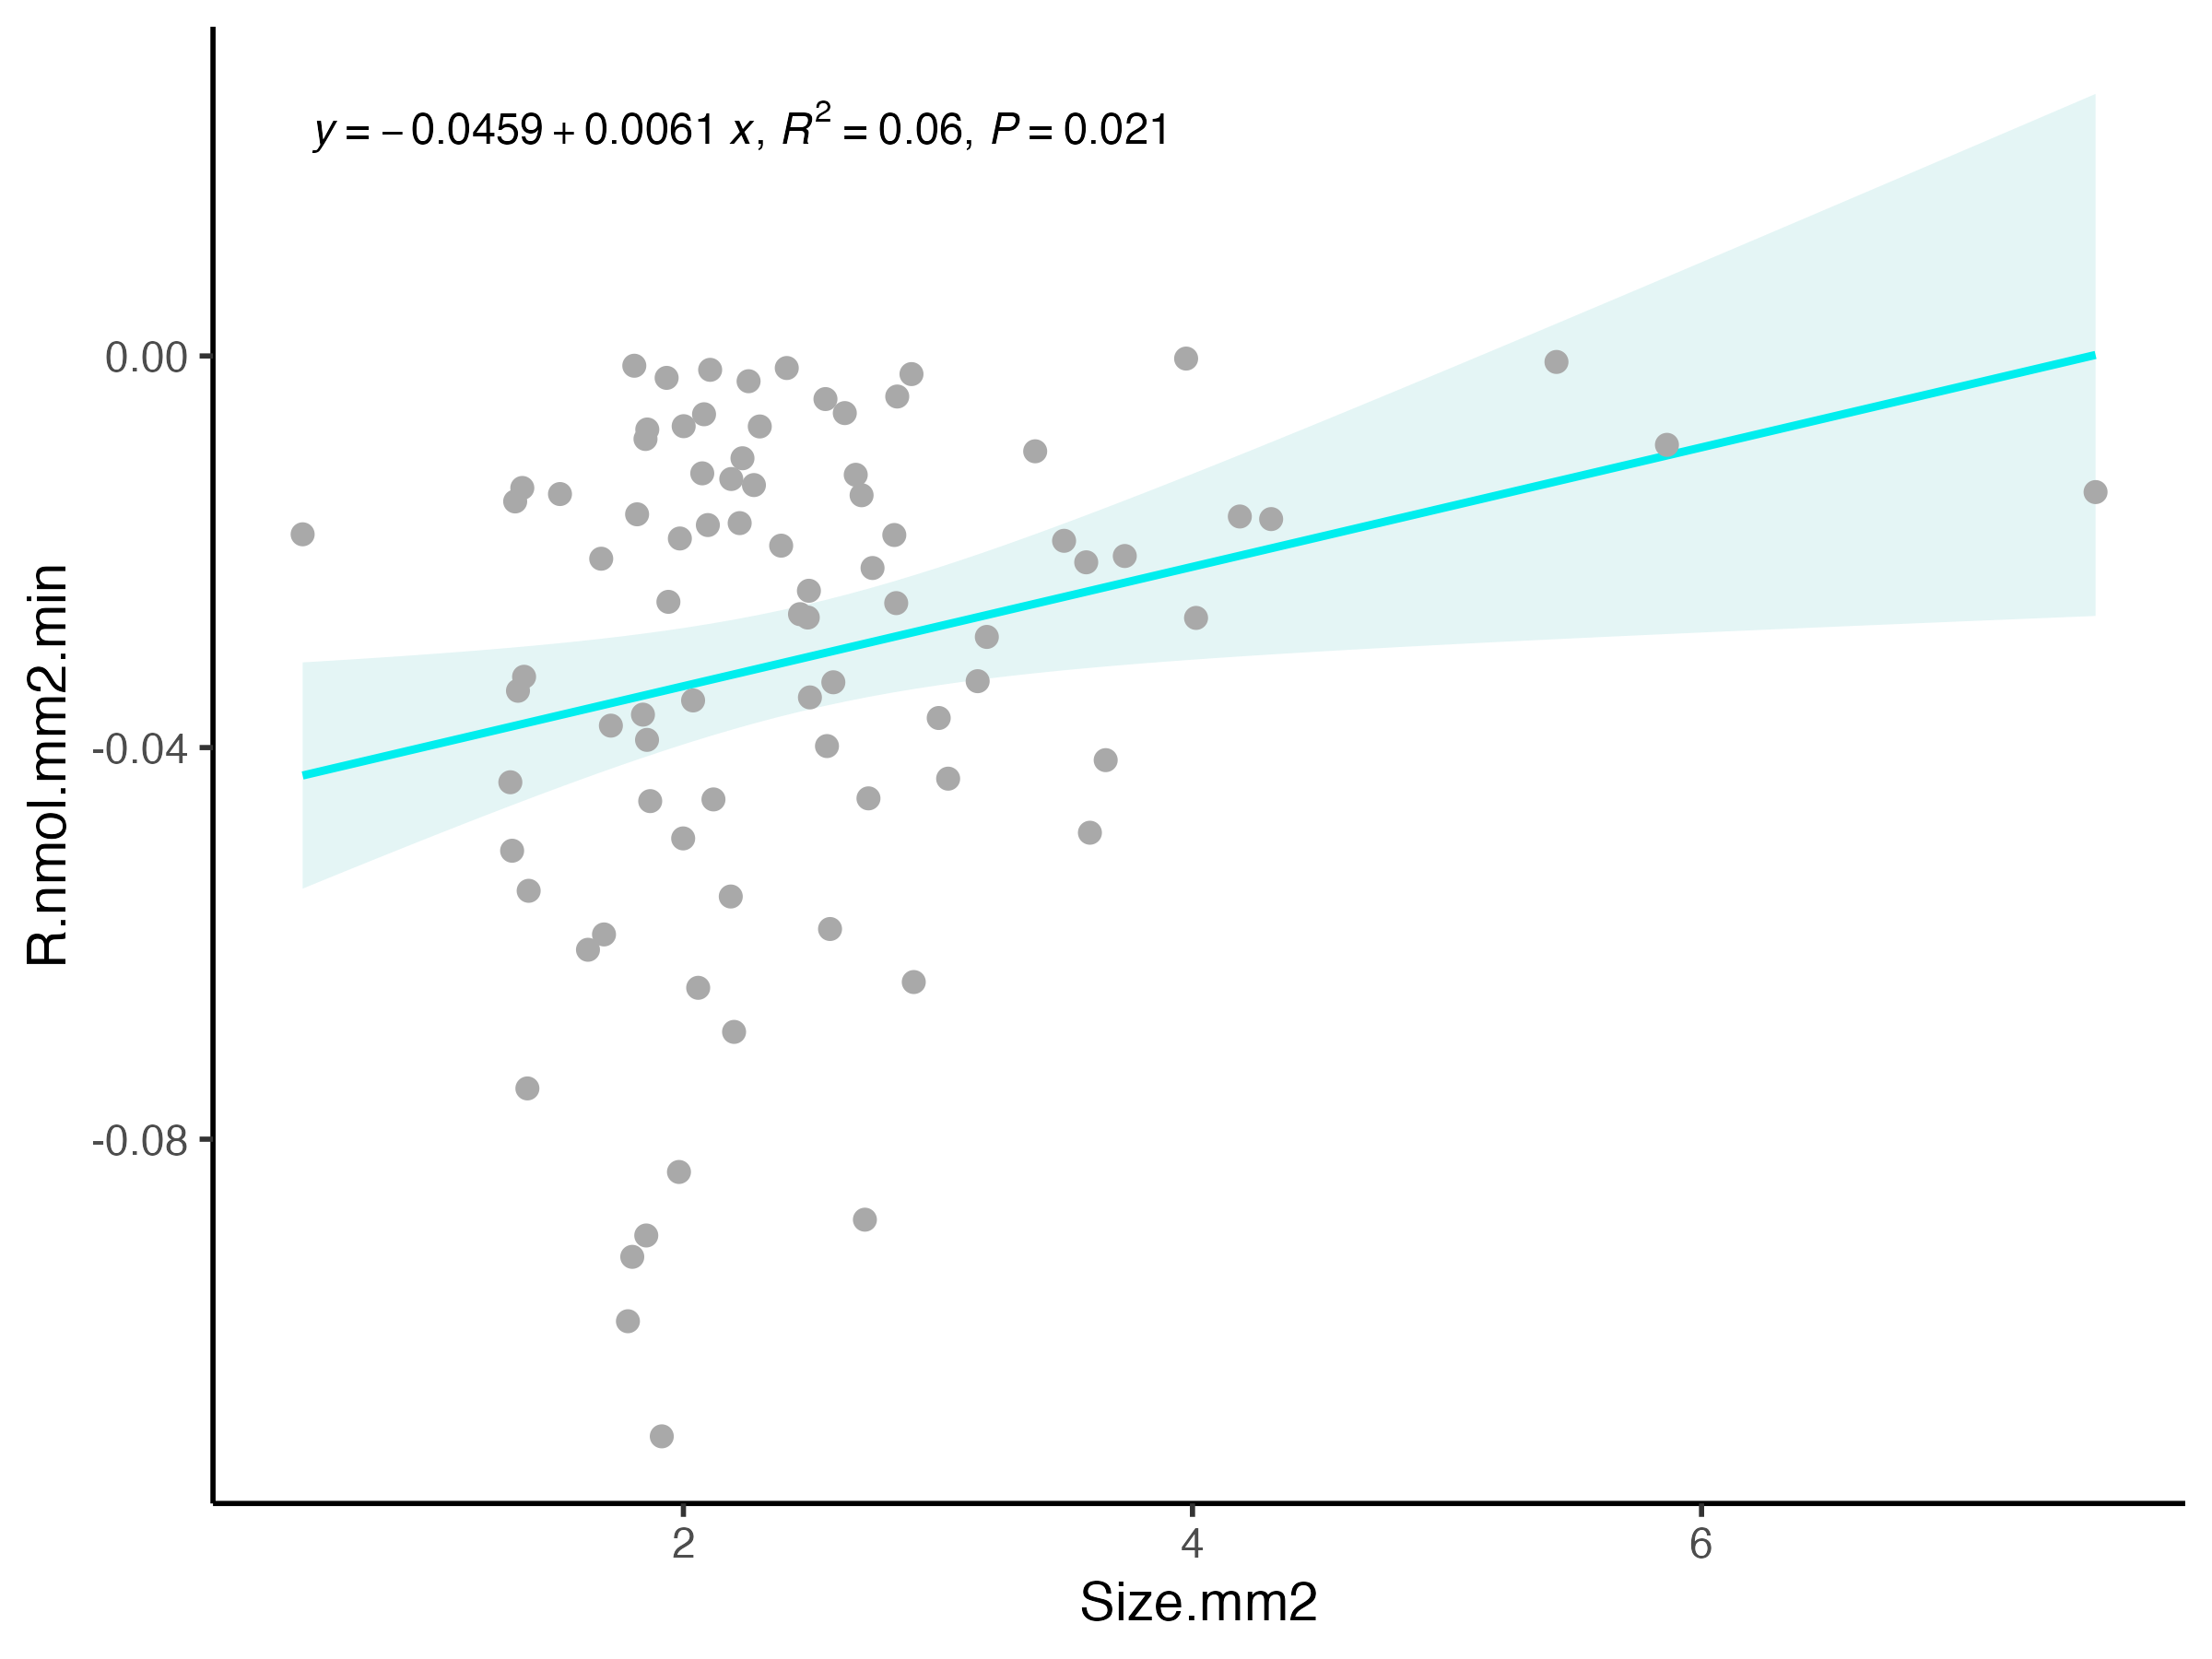 y = − 0.0459 + 0.0061 x, R² = 0.06, P = 0.021
0.00
-0.04
-0.08
R.nmol.mm2.min
2 4 6
Size.mm2